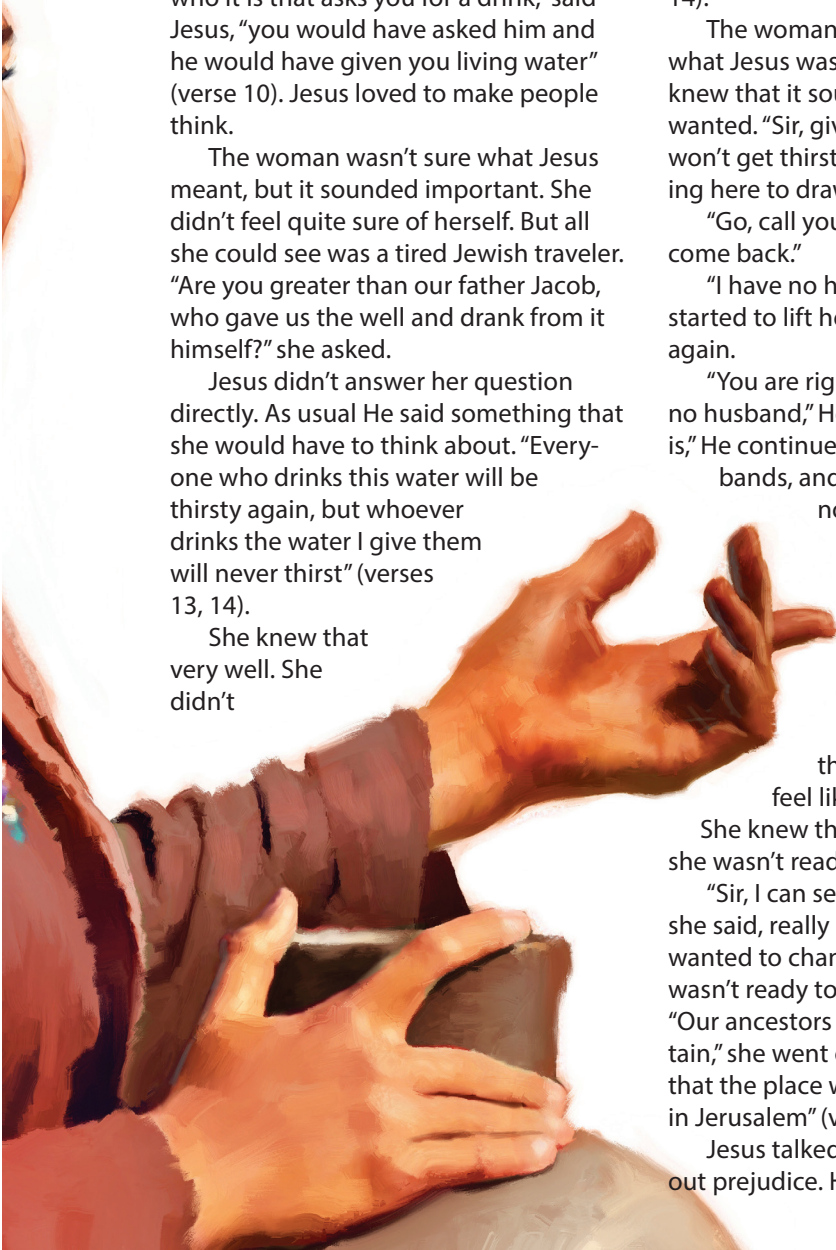 who it is that asks you for a drink,” said
Jesus, “you would have asked him and
he would have given you living water”
(verse 10). Jesus loved to make people
think.
The woman wasn’t sure what Jesus
meant, but it sounded important. She
didn’t feel quite sure of herself. But all
she could see was a tired Jewish traveler.
“Are you greater than our father Jacob,
who gave us the well and drank from it
himself?” she asked.
Jesus didn’t answer her question
directly. As usual He said something that
she would have to think about. “Every-
one who drinks this water will be
thirsty again, but whoever
drinks the water I give them
will never thirst” (verses
13, 14).
She knew that
very well. She
didn’t
14).
The woman
what Jesus was
knew that it sou
wanted. “Sir, giv
won’t get thirst
ing here to draw
“Go, call you
come back.”
“I have no h
started to lift he
again.
“You are rig
no husband,” H
is,” He continue
bands, and
no
th
feel lik
She knew th
she wasn’t read
“Sir, I can se
she said, really
wanted to chan
wasn’t ready to
“Our ancestors
tain,” she went
that the place w
in Jerusalem” (v
Jesus talked
out prejudice. H